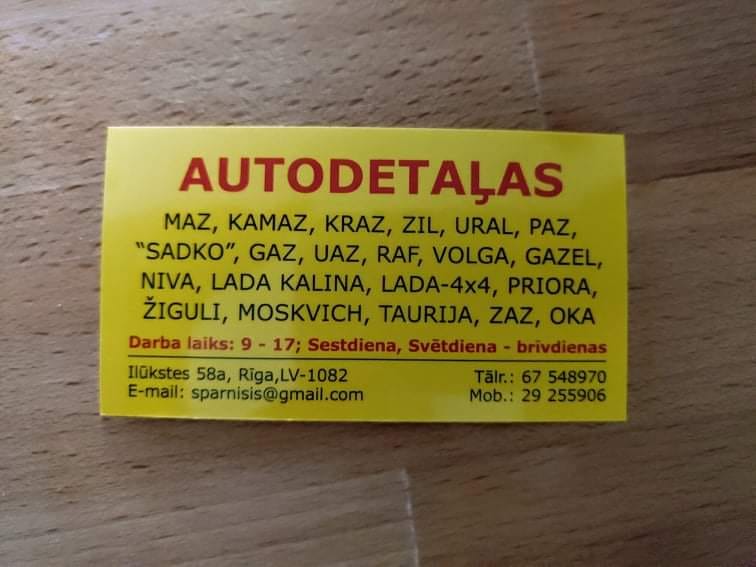 AUTODETAĻAS
MAZ, KAMAZ, KRAZ, ZIL, URAL, PAZ,
“SADKO”, GAZ, UAZ, RAF, VOLGA, GAZEL,
NIVA, LADA KALINA, LADA-4x4, PRIORA,
ŽIGULI, MOSKVICH, TAURIJA, ZAZ, OKA
Darba laiks: 9 - 17; Sestdiena, Svētdiena - brivdienas
Ilūkstes 58a, Rīga,LV-1082
E-mail: sparnisis@gmail.com
Tālr.: 67 548970
Mob.: 29 255906